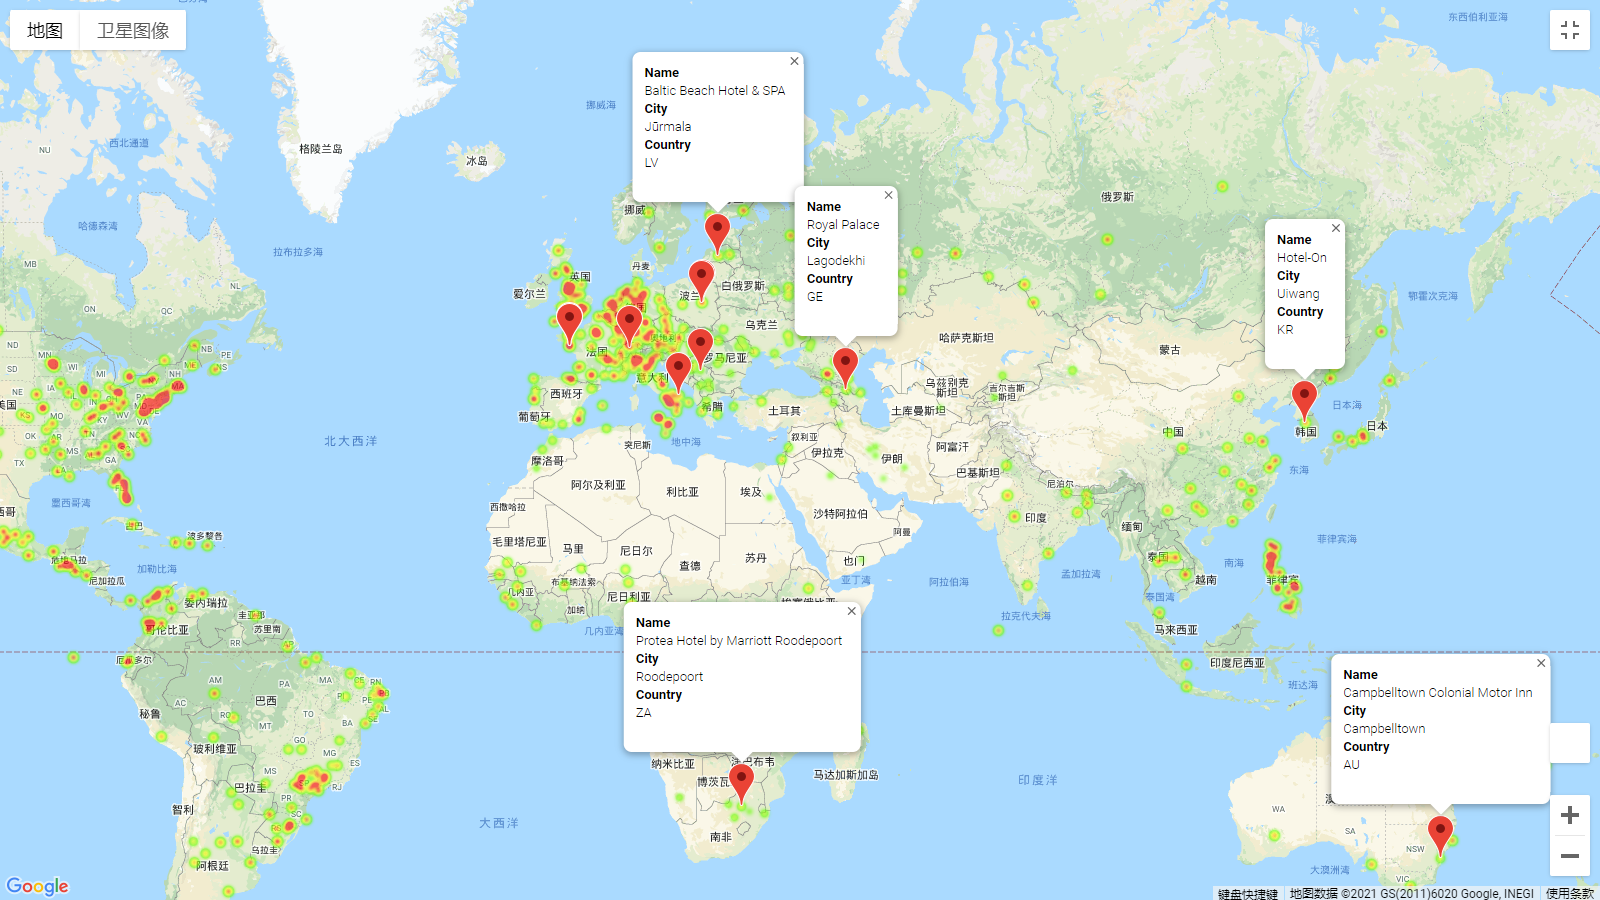 地图
卫星图像
东西伯利亚海
挪威海
西北通道
格陵兰岛
冰岛
Name
Baltic Beach Hotel & SPA
City
Jūrmala
Country
LV
Name
Royal Palace
City
Lagodekhi
Country
GE
Name
Hotel-On
City
Uiwang
Country
KR
NU
哈德森湾
拉布拉多海
挪威
俄罗斯
丹麦
英国
爱尔兰
白俄罗斯
波兰
乌克兰
鄂霍次克海
MB
NL
ON
QC
ND
MN
SD
WI
MI
NB
PE
NS
NH
ME
MA
NE
IA
IL
IN
PA
MD
DE
美国
MO
KY
WV
VA
OK
AR
TN
NC
MS
AL
SC
GA
TX
LA
FL
法国
罗马尼亚
意大利
西班牙
葡萄牙
希腊
土耳其
哈萨克斯坦
蒙古
乌兹别克
斯坦
吉尔吉斯
斯坦
土库曼斯坦
中国
韩国
日本海
日本
北大西洋
突尼斯
地中海
叙利亚
伊拉克
伊朗
阿富汗
巴基斯坦
东海
摩洛哥
阿尔及利亚
利比亚
埃及
尼泊尔
墨西哥湾
西撒哈拉
沙特阿拉伯
阿曼
印度
缅甸
古巴
波多黎各
毛里塔尼亚
马里
尼日尔
苏丹
查德
也门
菲律宾海
危地马拉
加勒比海
尼加拉瓜
布基纳法索
亚丁湾
阿拉伯海
孟加拉湾
泰国
南海
越南
菲律宾
几内亚
尼日利亚
埃塞俄比亚
泰国湾
委内瑞拉
圭亚那
苏里南
哥伦比亚
加纳
几内亚湾
拉克代夫海
马来西亚
印度尼西亚
班达海
厄瓜多尔
RR
AP
AM
PA
MA
CE
RN
PB
PI
PE
AL
SE
AC
RO
TO
BA
巴西
MT
GO
MG
ES
MS
RJ
PR
SC
RS
秘鲁
玻利维亚
巴拉圭
智利
乌拉圭
阿根廷
大西洋
Name
Protea Hotel by Marriott Roodepoort
City
Roodepoort
Country
ZA
纳米比亚
博茨瓦
津巴布韦
马达加斯加岛
南非
印度洋
Name
Campbelltown Colonial Motor Inn
City
Campbelltown
Country
AU
WA
SA
NSW
VIC
大澳洲湾
Google
键盘快捷键
地图数据 ©2021 GS(2011)6020 Google, INEGI
使用条款